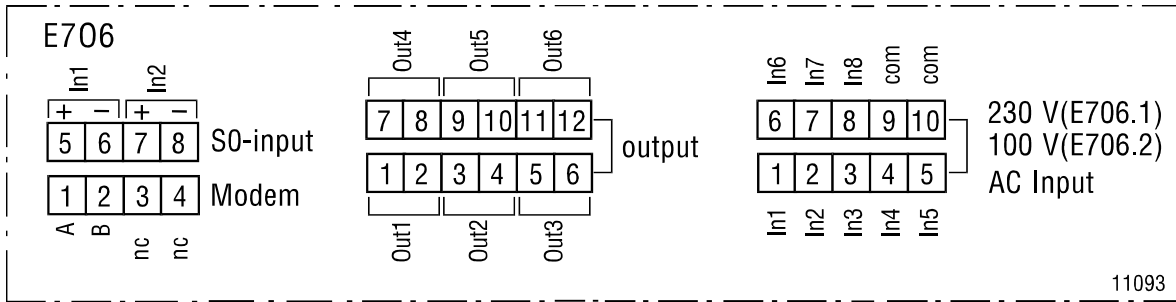 E706
In1 In2
+ − + −
5 6 7 8 S0-input
1 2 3 4 Modem
A B nc nc
Out4 Out5 Out6
7 8 9 10 11 12
output
1 2 3 4 5 6
Out1 Out2 Out3
In6 In7 In8 com com
6 7 8 9 10
1 2 3 4 5
In1 In2 In3 In4 In5
230 V(E706.1)
100 V(E706.2)
AC Input
11093